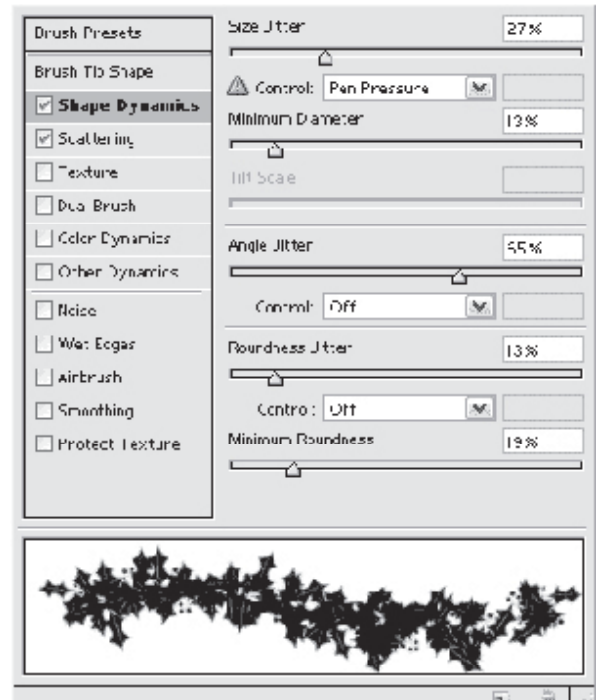 Brush Presets
Brush Tip Shape
Shape Dynamics
Scattering
Texture
Dual Brush
Color Dynamics
Other Dynamics
Noise
Wet Edges
Airbrush
Smoothing
Protect Texture
Size Jitter
27%
Control: Pen Pressure
Minimum Diameter
13%
Tilt Scale
Angle Jitter
65%
Control: Off
Roundness Jitter
13%
Control: Off
Minimum Roundness
19%